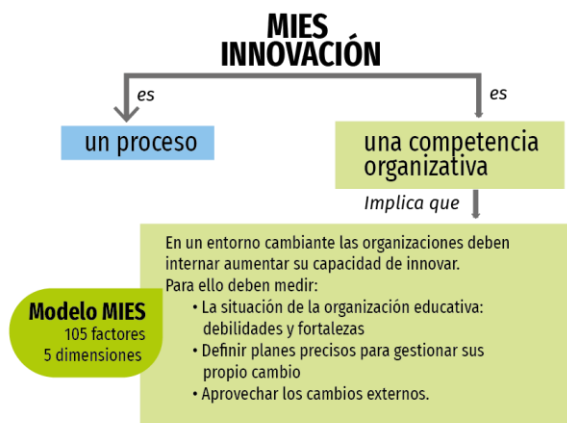 MIES
INNOVACIÓN
es
es
un proceso
una competencia
organizativa
Implica que
En un entorno cambiante las organizaciones deben
internar aumentar su capacidad de innovar.
Para ello deben medir:
• La situación de la organización educativa:
debilidades y fortalezas
• Definir planes precisos para gestionar sus
propio cambio
• Aprovechar los cambios externos.
Modelo MIES
105 factores
5 dimensiones